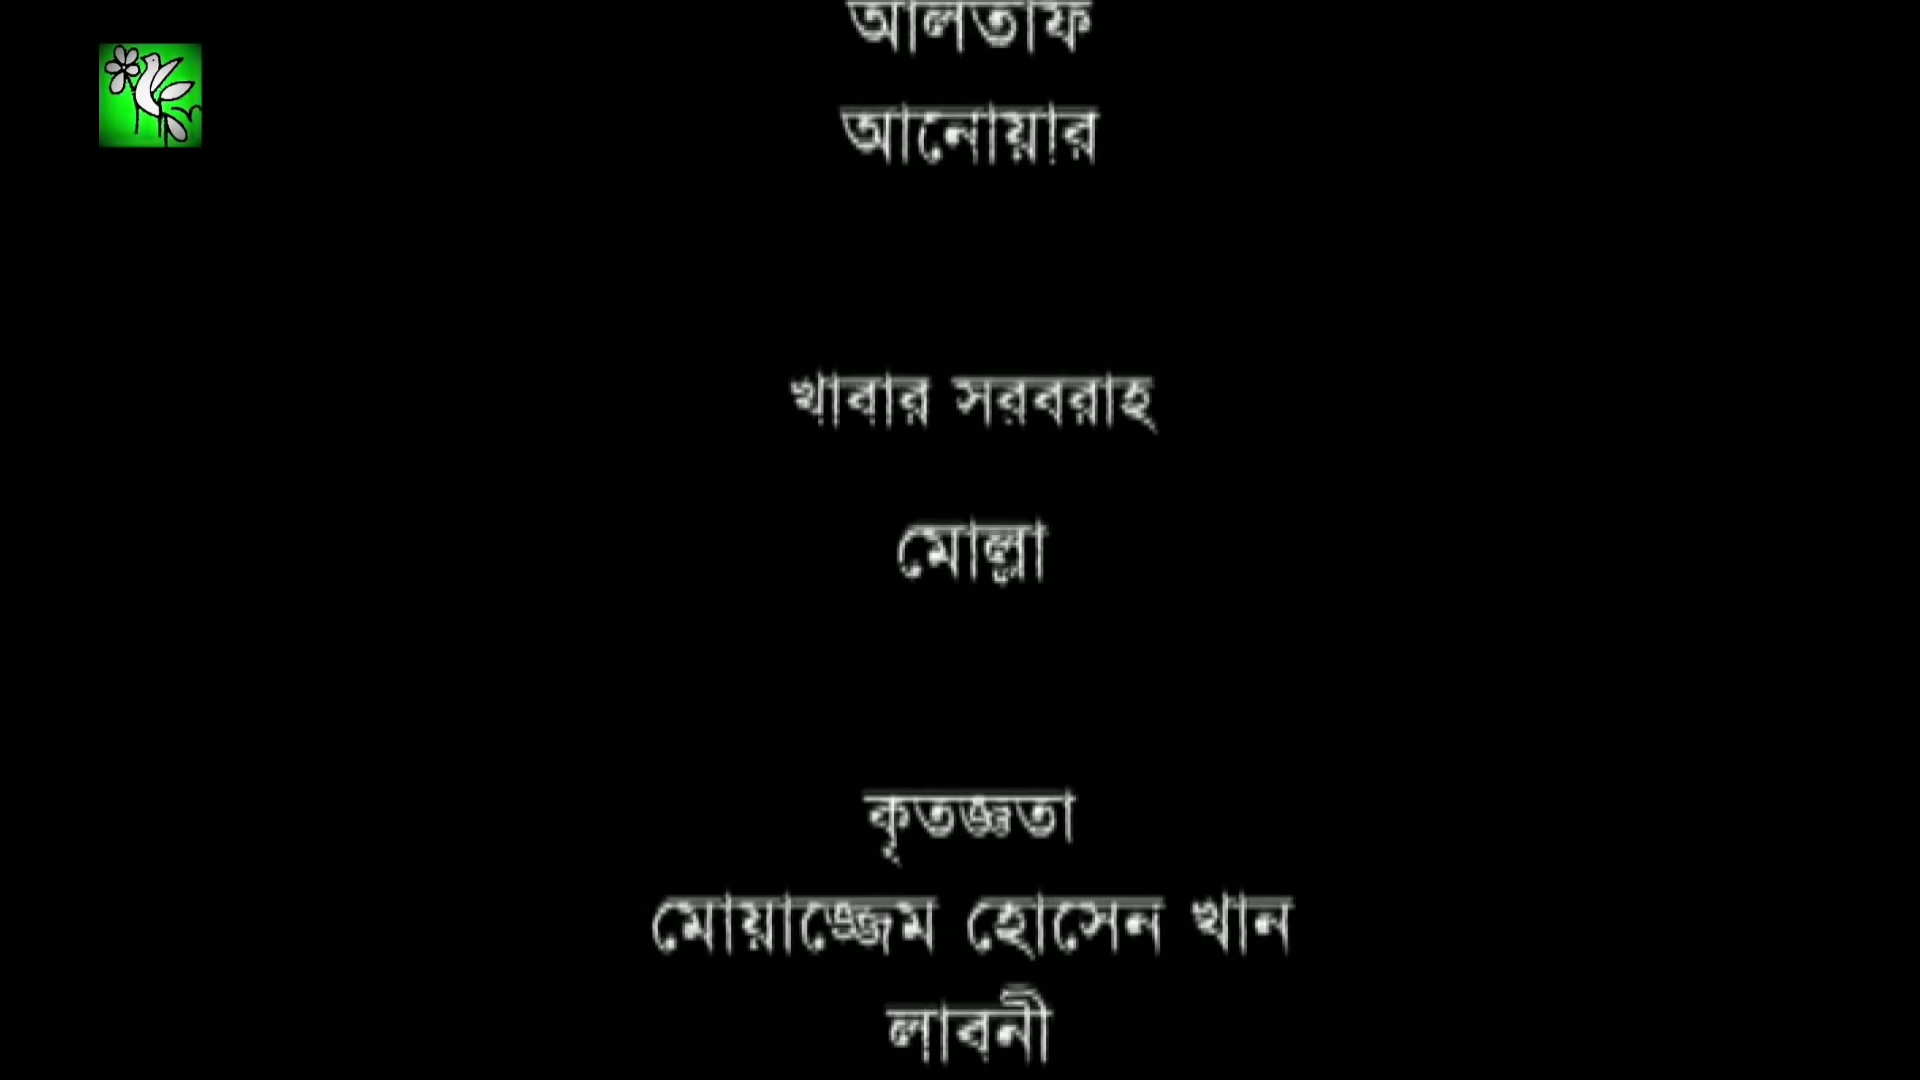 আলতাফ
আনোয়ার
খাবার সরবরাহ
মোল্লা
কৃতজ্ঞতা
মোয়াজ্জেম হোসেন খান
লাবনী